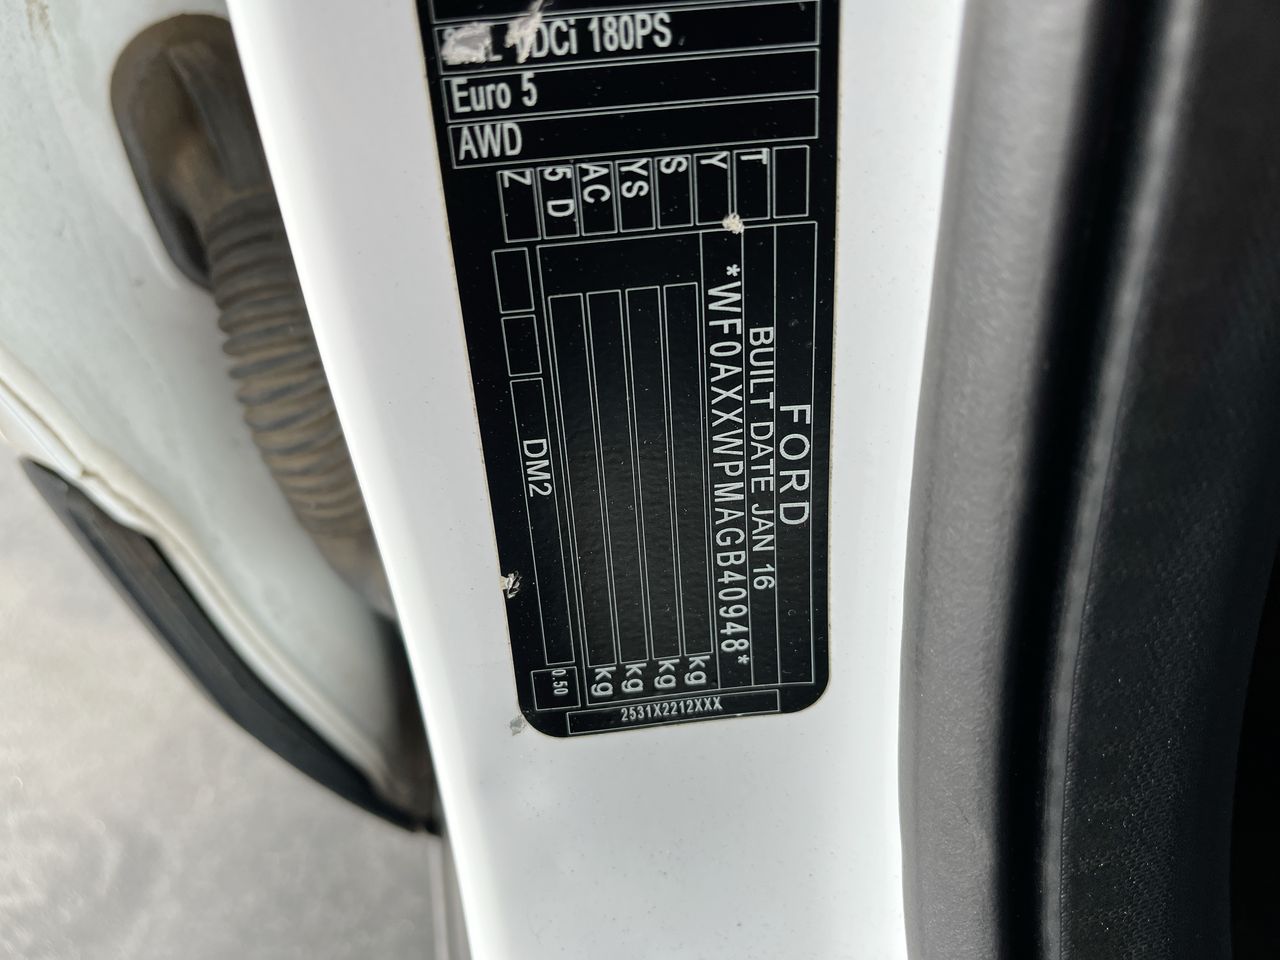 TDCi 180PS
Euro 5
AWD
T
Y
S
YS
AC
5 D
Z
FORD
BUILT DATE JAN 16
*WF0AXXWPMAGB40948*
kg
kg
kg
kg
DM2
0.50
2531X2212XXX